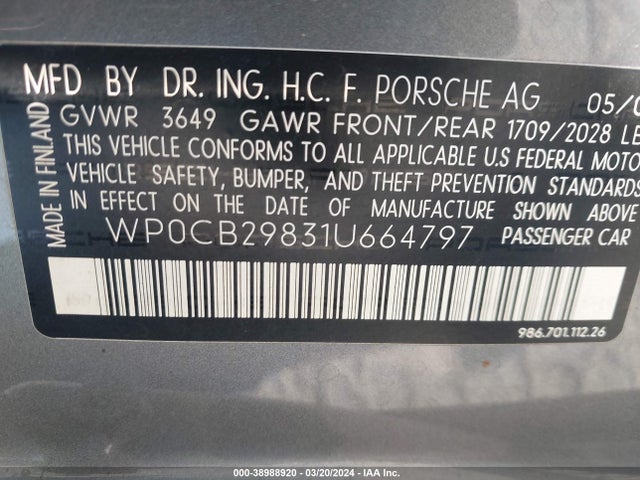 MFD BY DR. ING. H.C. F. PORSCHE AG 05/0
MADE IN FINLAND
GVWR 3649 GAWR FRONT/REAR 1709/2028 LE
THIS VEHICLE CONFORMS TO ALL APPLICABLE U.S FEDERAL MOTO
VEHICLE SAFETY, BUMPER, AND THEFT PREVENTION STANDARDS
IN EFFECT ON THE DATE OF MANUFACTURE SHOWN ABOVE
WP0CB29831U664797 PASSENGER CAR
986.701.112.26
000-38988920 - 03/20/2024 - IAA Inc.